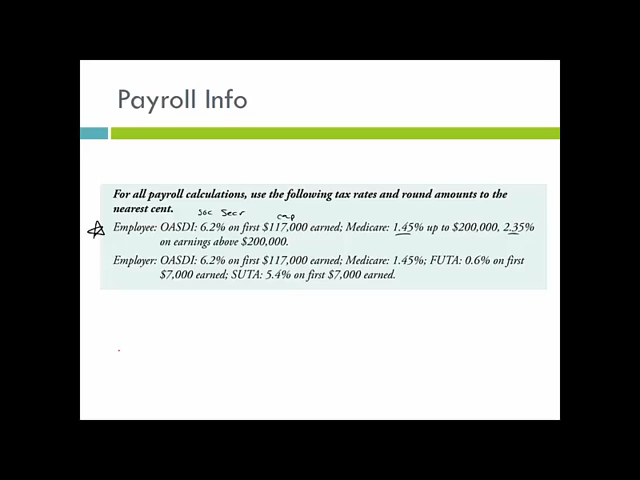 Payroll Info
For all payroll calculations, use the following tax rates and round amounts to the
nearest cent.
soc Secr
cap
Employee: OASDI: 6.2% on first $117,000 earned; Medicare: 1.45% up to $200,000, 2.35%
on earnings above $200,000.
Employer: OASDI: 6.2% on first $117,000 earned; Medicare: 1.45%; FUTA: 0.6% on first
$7,000 earned; SUTA: 5.4% on first $7,000 earned.